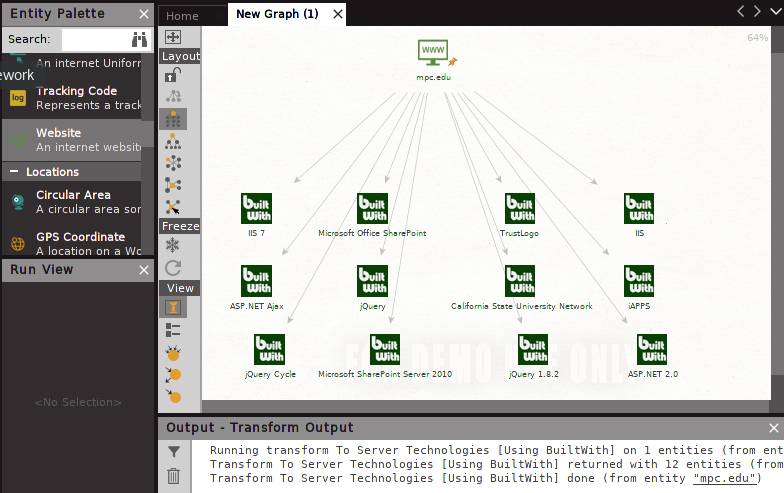 Entity Palette
Search:
An internet Uniforr
ework
Tracking Code
log
Represents a track
Website
An internet website
Locations
Circular Area
A circular area sor
GPS Coordinate
A location on a Wo
Run View
<No Selection>
Home
New Graph (1)
Layout
Freeze
View
64%
WWW
mpc.edu
built With
IIS 7
built With
Microsoft Office SharePoint
built With
TrustLogo
built With
IIS
built With
ASP.NET Ajax
built With
jQuery
built With
California State University Network
built With
iAPPS
built With
jQuery Cycle
built With
Microsoft SharePoint Server 2010
built With
jQuery 1.8.2
built With
ASP.NET 2.0
FOR DEMO USE ONLY
Output - Transform Output
Running transform To Server Technologies [Using BuiltWith] on 1 entities (from ent
Transform To Server Technologies [Using BuiltWith] returned with 12 entities (from
Transform To Server Technologies [Using BuiltWith] done (from entity "mpc.edu")